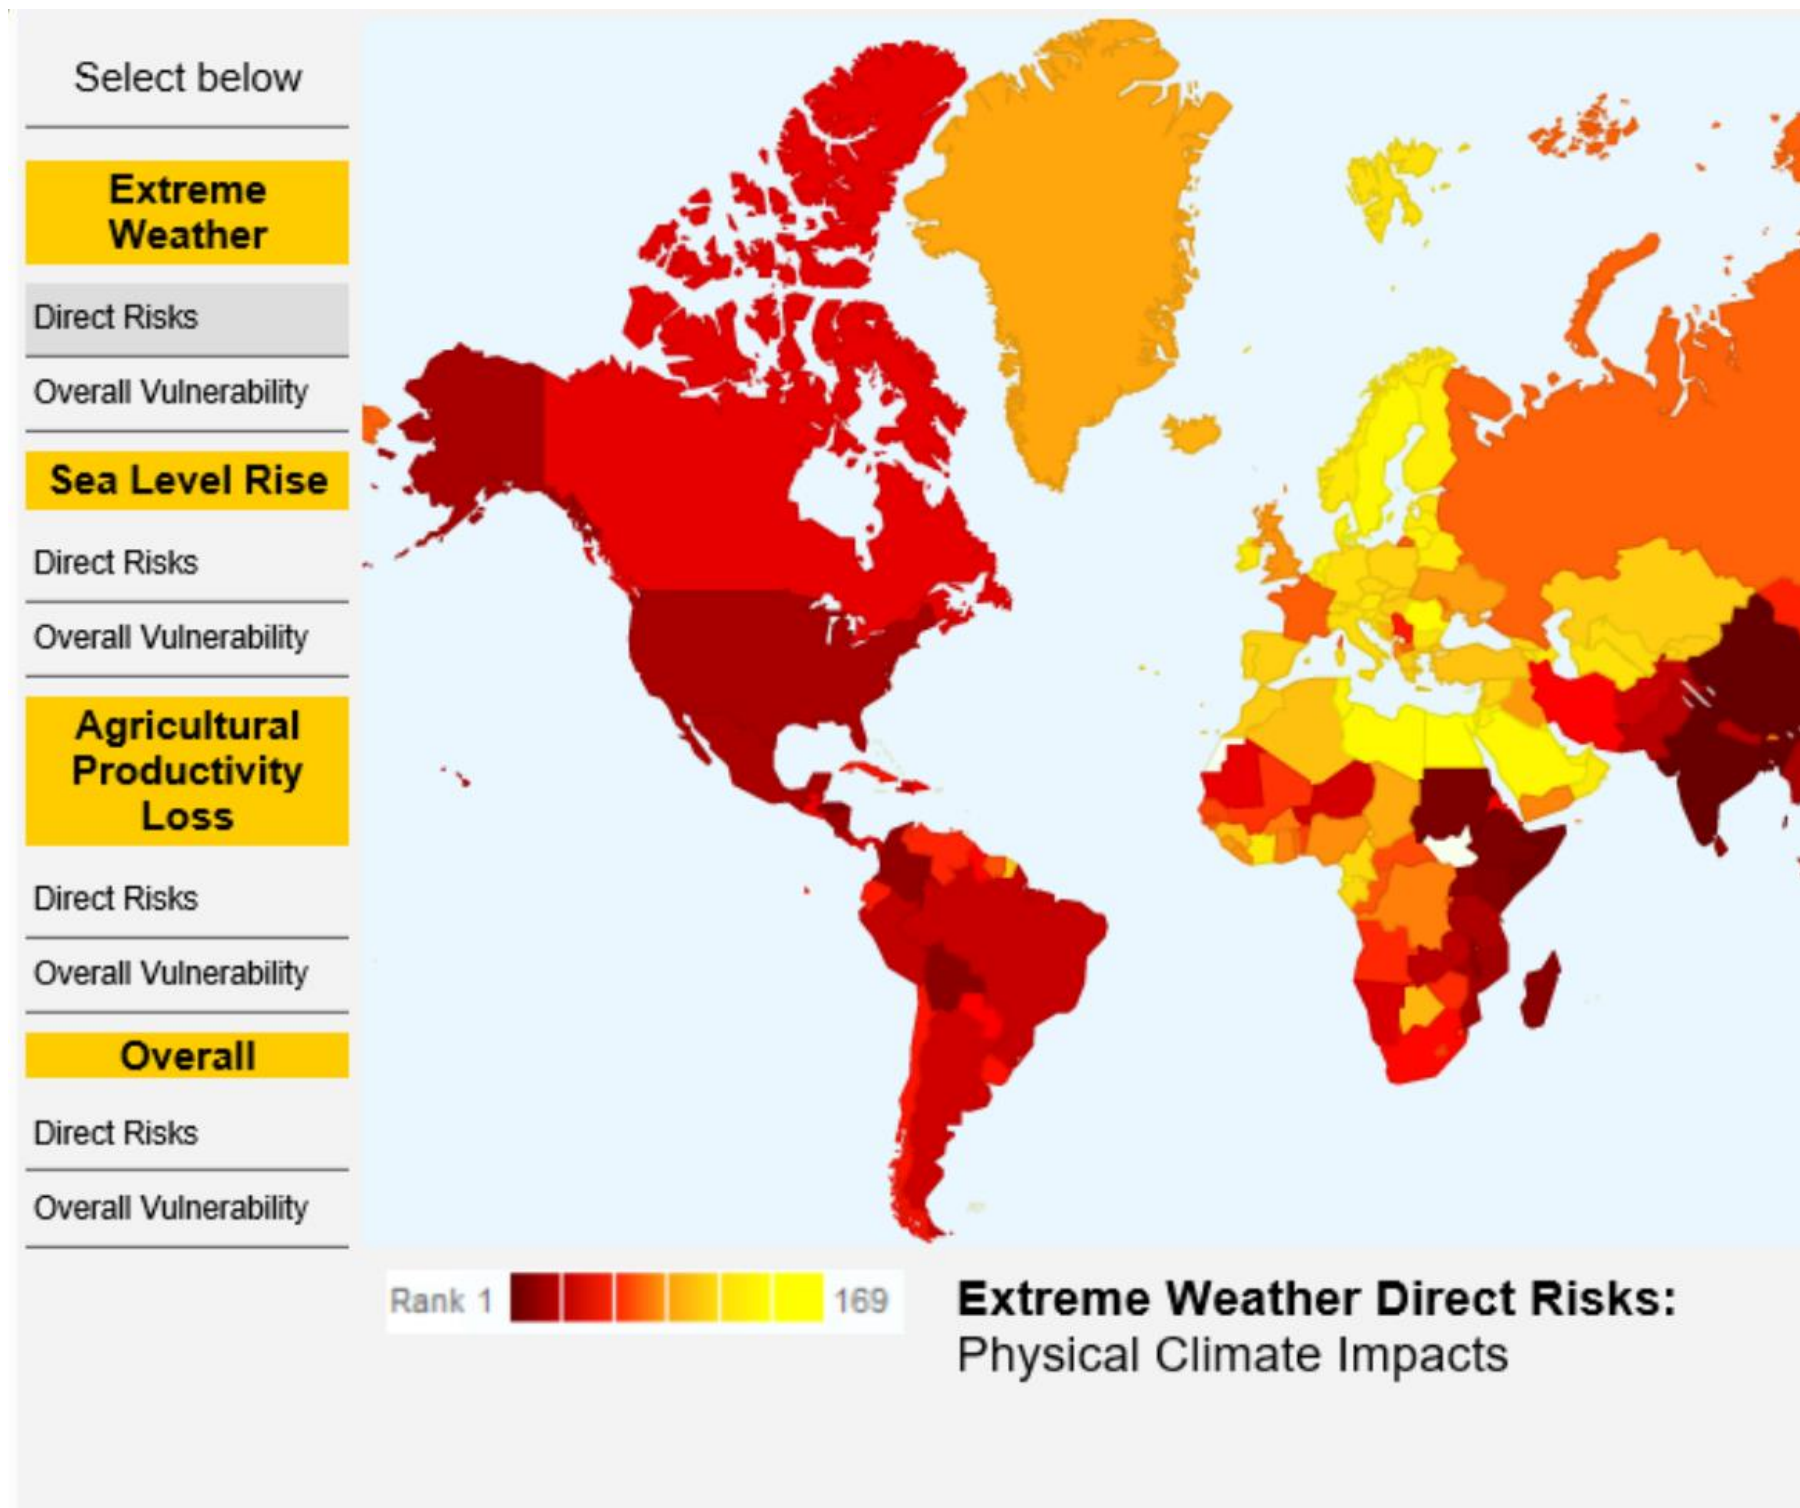 Select below
Extreme
Weather
Direct Risks
Overall Vulnerability
Sea Level Rise
Direct Risks
Overall Vulnerability
Agricultural
Productivity
Loss
Direct Risks
Overall Vulnerability
Overall
Direct Risks
Overall Vulnerability
Rank 1 169
Extreme Weather Direct Risks:
Physical Climate Impacts